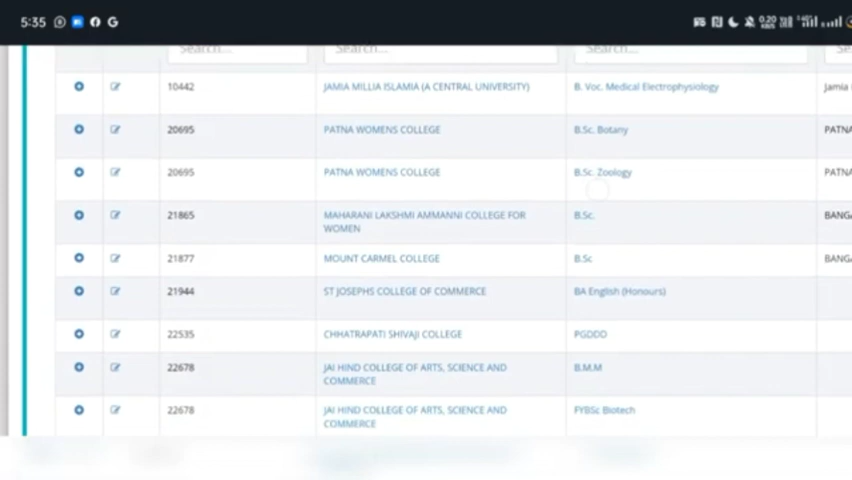 5:35
0.20 KB/S
Search... Search... Search... Se
10442 JAMIA MILLIA ISLAMIA (A CENTRAL UNIVERSITY) B. Voc. Medical Electrophysiology Jamia
20695 PATNA WOMENS COLLEGE B.Sc. Botany PATNA
20695 PATNA WOMENS COLLEGE B.Sc. Zoology PATNA
21865 MAHARANI LAKSHMI AMMANNI COLLEGE FOR B.Sc. BANGA
WOMEN
21877 MOUNT CARMEL COLLEGE B.Sc BANGA
21944 ST JOSEPHS COLLEGE OF COMMERCE BA English (Honours)
22535 CHHATRAPATI SHIVAJI COLLEGE PGDDO
22678 JAI HIND COLLEGE OF ARTS, SCIENCE AND B.M.M
COMMERCE
22678 JAI HIND COLLEGE OF ARTS, SCIENCE AND FYBSc Biotech
COMMERCE